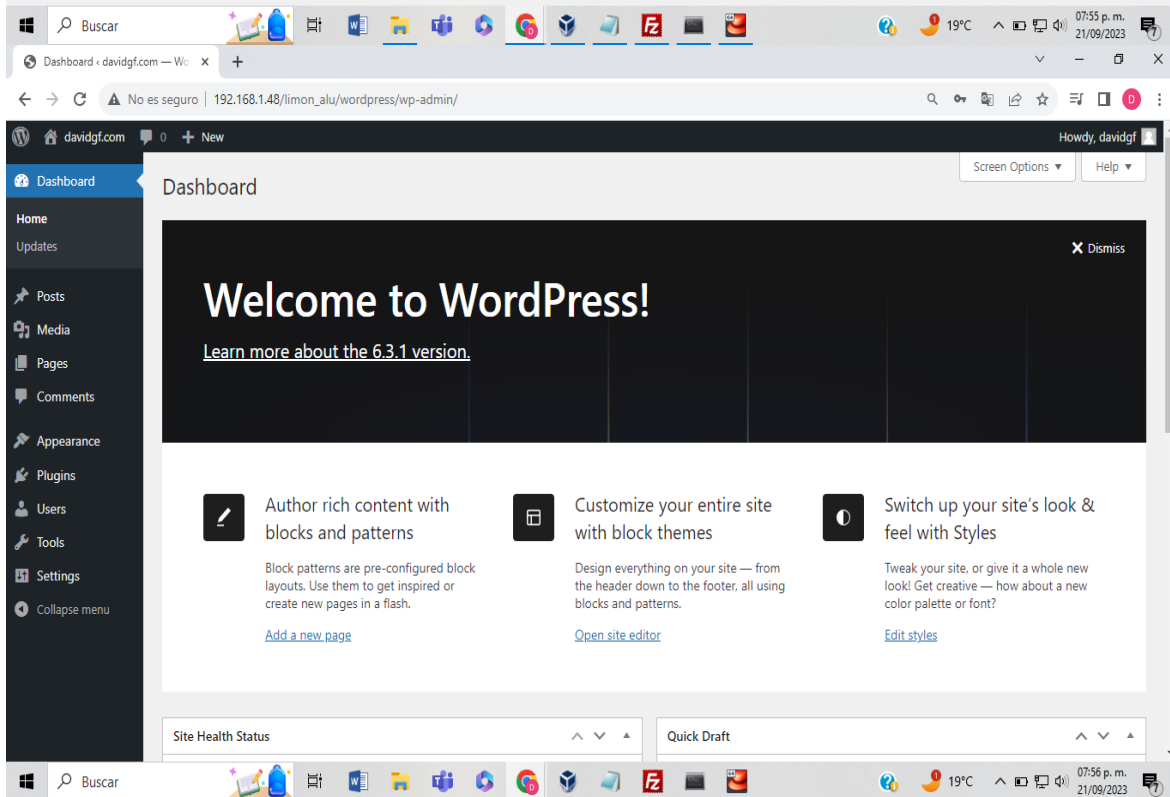 Buscar
19°C
07:55 p. m.
21/09/2023
7
Dashboard ‹ davidgf.com — Wo
No es seguro
192.168.1.48/limon_alu/wordpress/wp-admin/
D
davidgf.com
0
New
Howdy, davidgf
Dashboard
Home
Updates
Posts
Media
Pages
Comments
Appearance
Plugins
Users
Tools
Settings
Collapse menu
Screen Options
Help
Dashboard
Dismiss
Welcome to WordPress!
Learn more about the 6.3.1 version.
Author rich content with
blocks and patterns
Block patterns are pre-configured block
layouts. Use them to get inspired or
create new pages in a flash.
Add a new page
Customize your entire site
with block themes
Design everything on your site — from
the header down to the footer, all using
blocks and patterns.
Open site editor
Switch up your site's look &
feel with Styles
Tweak your site, or give it a whole new
look! Get creative — how about a new
color palette or font?
Edit styles
Site Health Status
Quick Draft
Buscar
19°C
07:56 p. m.
21/09/2023
7